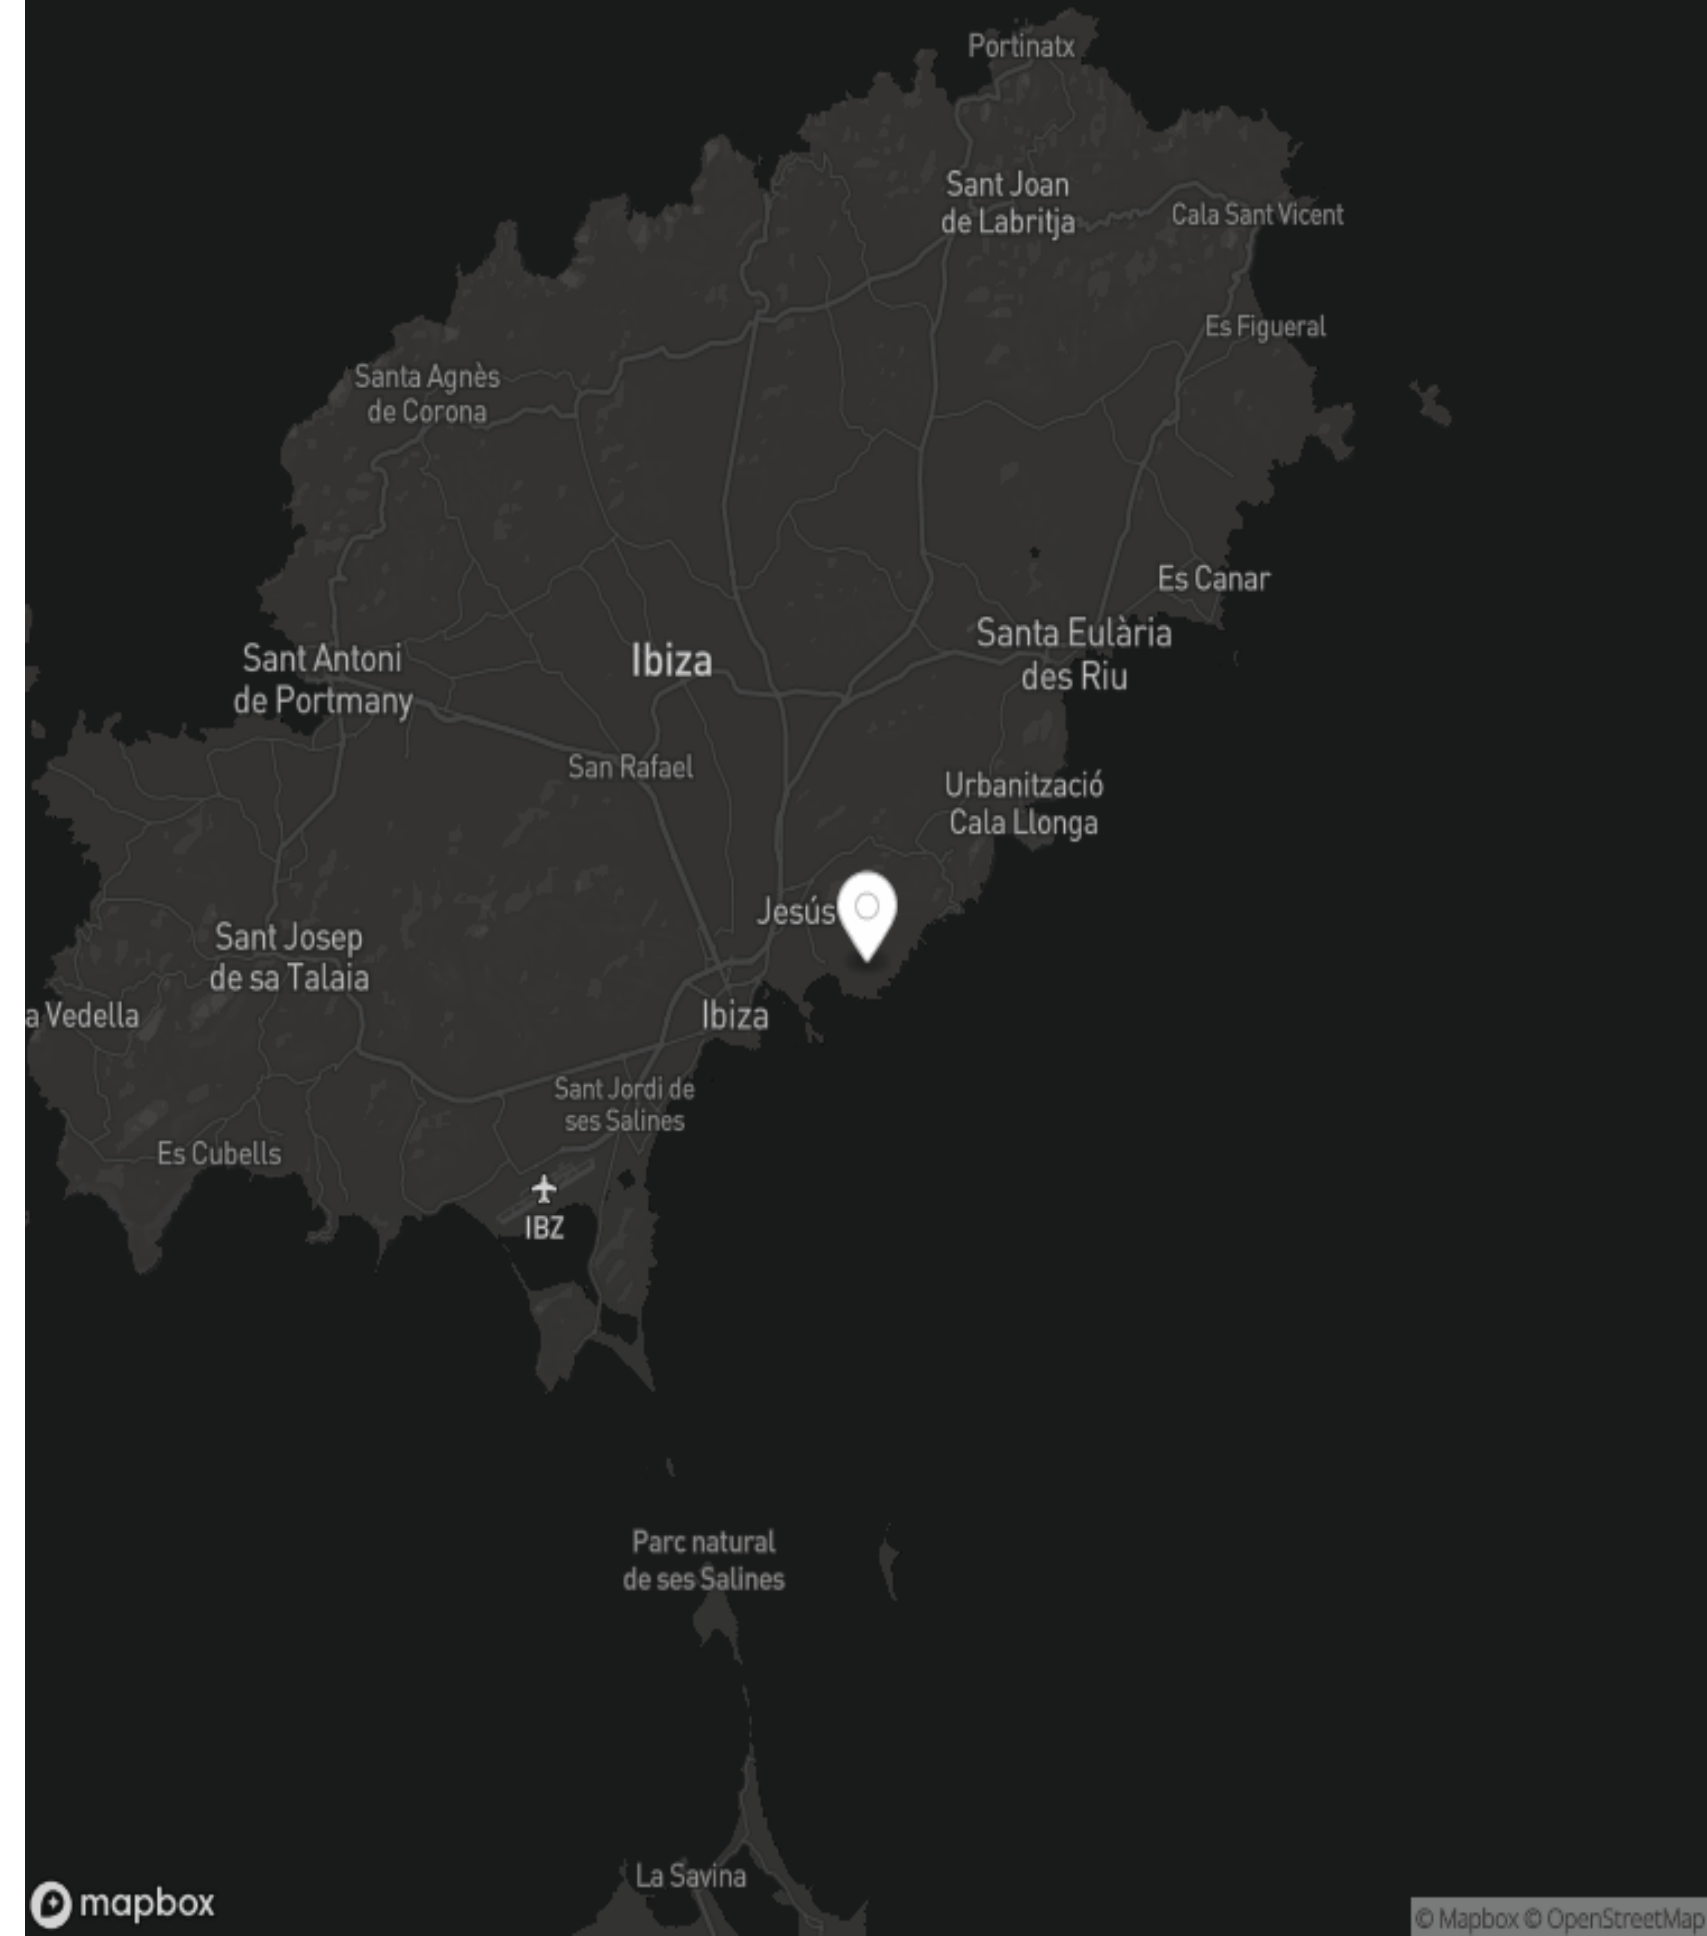 Portinatx
Sant Joan
de Labritja
Cala Sant Vicent
Es Figueral
Santa Agnès
de Corona
Es Canar
Santa Eulària
des Riu
Sant Antoni
de Portmany
Ibiza
San Rafael
Urbanització
Cala Llonga
Jesús
Sant Josep
de sa Talaia
a Vedella
Ibiza
Sant Jordi de
ses Salines
Es Cubells
IBZ
Parc natural
de ses Salines
La Savina
mapbox
© Mapbox © OpenStreetMap